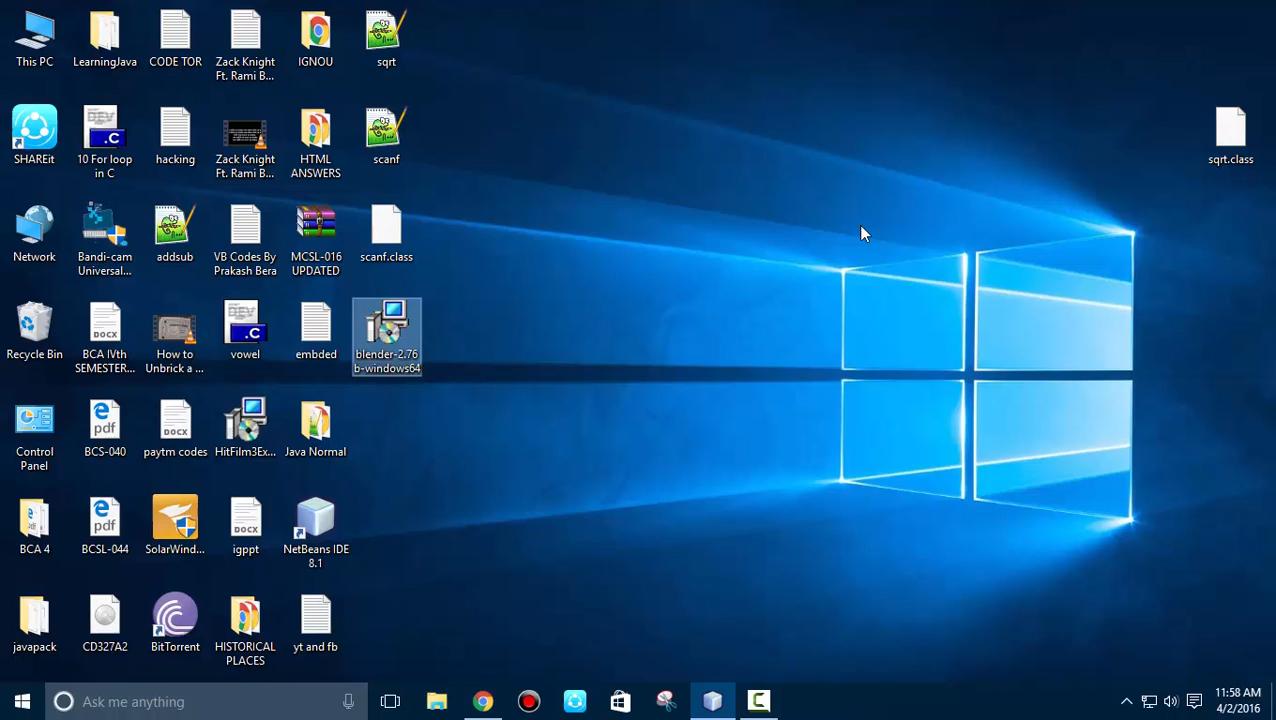 This PC
LearningJava
CODE TOR
Zack Knight
Ft. Rami B...
IGNOU
sqrt
SHAREit
10 For loop
in C
hacking
Zack Knight
Ft. Rami B...
HTML
ANSWERS
scanf
sqrt.class
Network
Bandi-cam
Universal...
addsub
VB Codes By
Prakash Bera
MCSL-016
UPDATED
scanf.class
Recycle Bin
BCA IVth
SEMESTER...
How to
Unbrick a ...
vowel
embded
blender-2.76
b-windows64
Control
Panel
BCS-040
paytm codes
HitFilm3Ex...
Java Normal
BCA 4
BCSL-044
SolarWind...
igppt
NetBeans IDE
8.1
javapack
CD327A2
BitTorrent
HISTORICAL
PLACES
yt and fb
Ask me anything
11:58 AM
4/2/2016